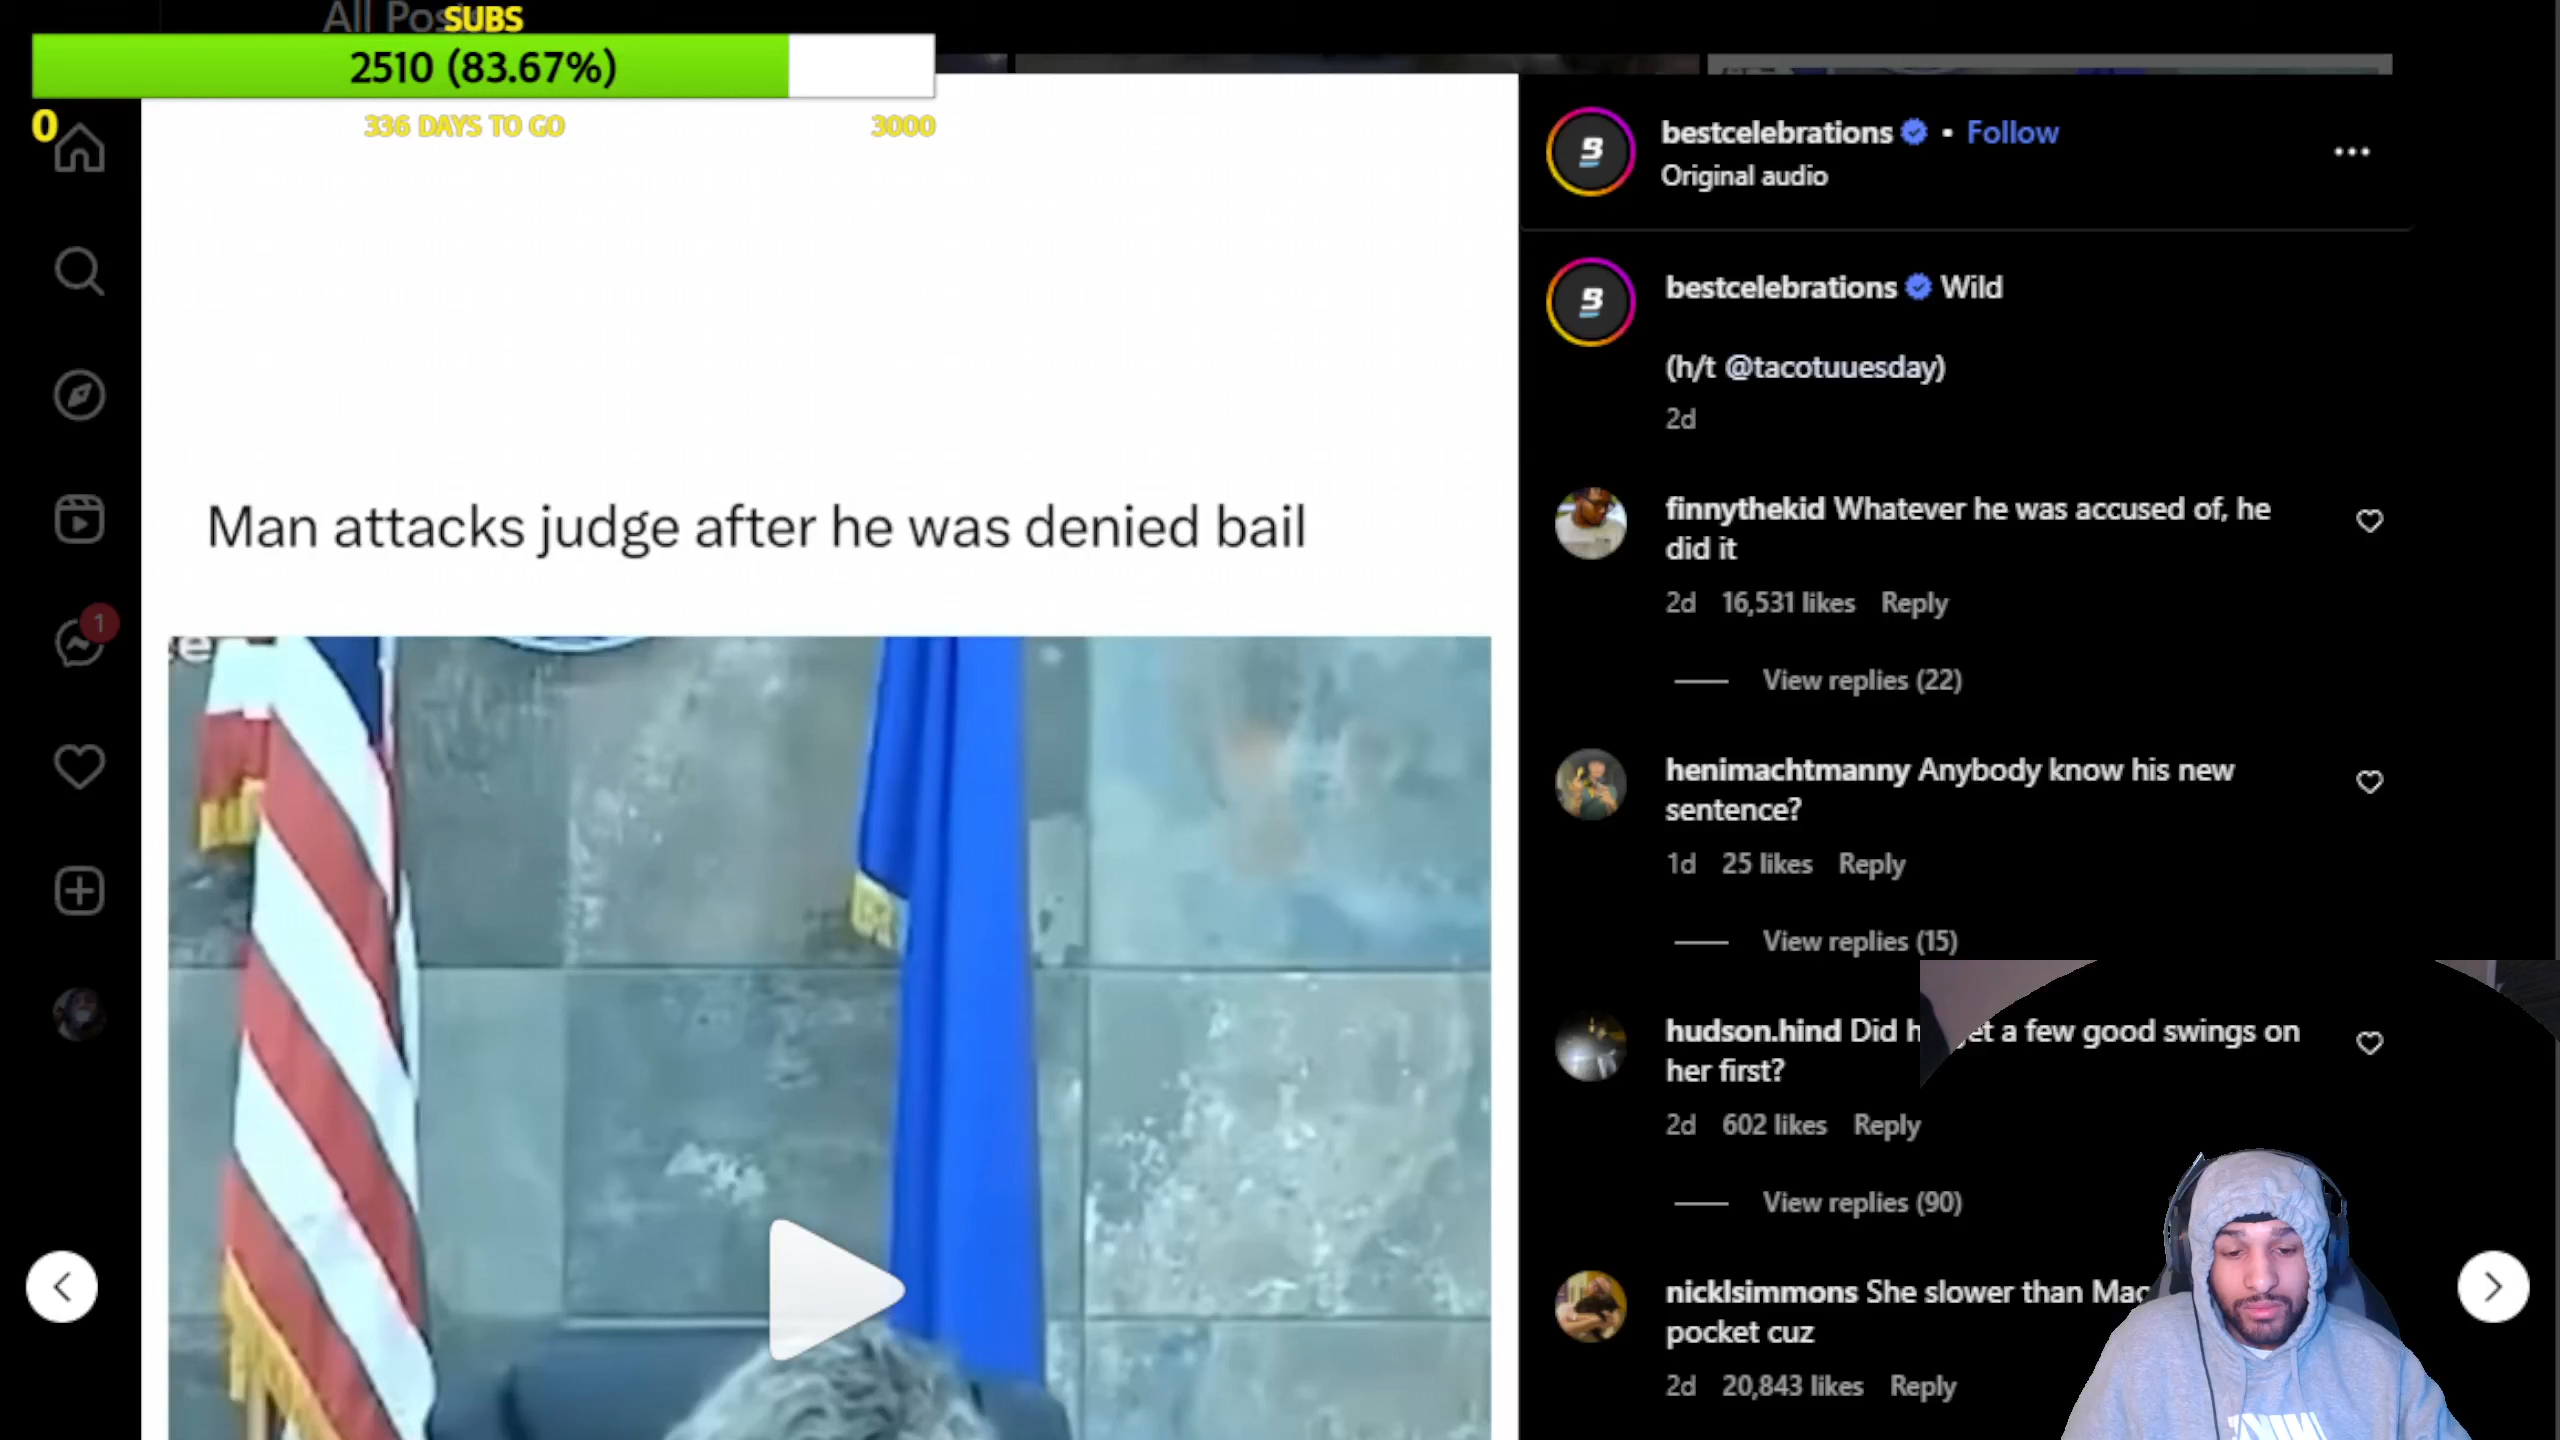 All Pos
SUBS
2510 (83.67%)
0
336 DAYS TO GO
3000
Man attacks judge after he was denied bail
bestcelebrations • Follow
Original audio
bestcelebrations Wild
(h/t @tacotuuesday)
2d
finnythekid Whatever he was accused of, he
did it
2d 16,531 likes Reply
View replies (22)
1
henimachtmanny Anybody know his new
sentence?
1d 25 likes Reply
View replies (15)
hudson.hind Did a few good swings on
her first?
2d 602 likes Reply
View replies (90)
nicklsimmons She slower than
pocket cuz
2d 20,843 likes Reply